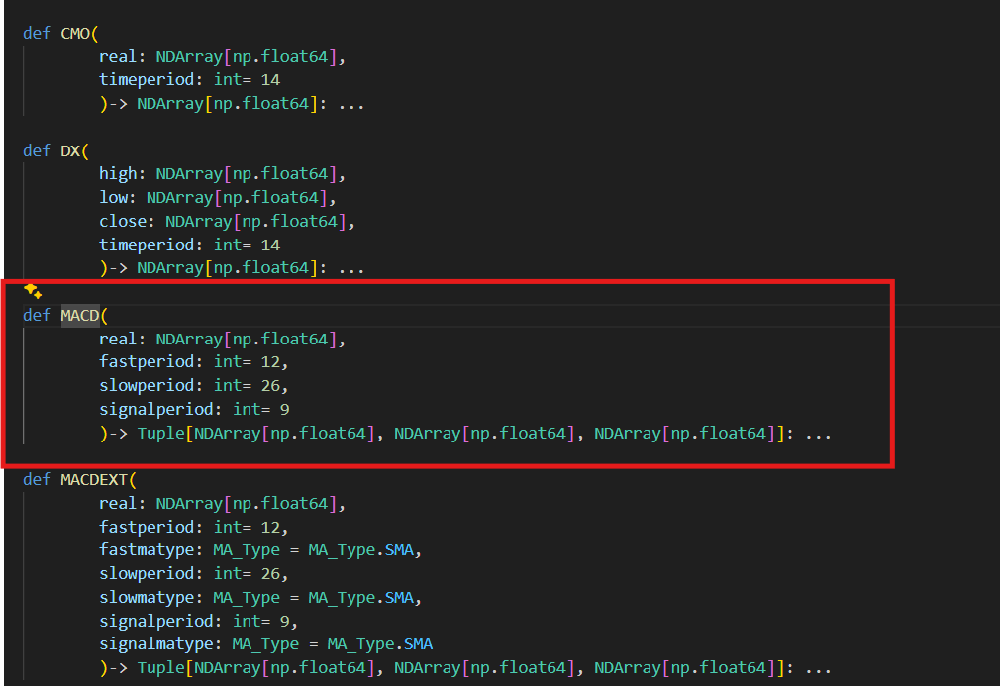 def CMO(
real: NDArray[np.float64],
timeperiod: int= 14
)-> NDArray[np.float64]: ...
def DX(
high: NDArray[np.float64],
low: NDArray[np.float64],
close: NDArray[np.float64],
timeperiod: int= 14
)-> NDArray[np.float64]: ...
def MACD(
real: NDArray[np.float64],
fastperiod: int= 12,
slowperiod: int= 26,
signalperiod: int= 9
)-> Tuple[NDArray[np.float64], NDArray[np.float64], NDArray[np.float64]]: ...
def MACDEXT(
real: NDArray[np.float64],
fastperiod: int= 12,
fastmatype: MA_Type = MA_Type.SMA,
slowperiod: int= 26,
slowmatype: MA_Type = MA_Type.SMA,
signalperiod: int= 9,
signalmatype: MA_Type = MA_Type.SMA
)-> Tuple[NDArray[np.float64], NDArray[np.float64], NDArray[np.float64]]: ...